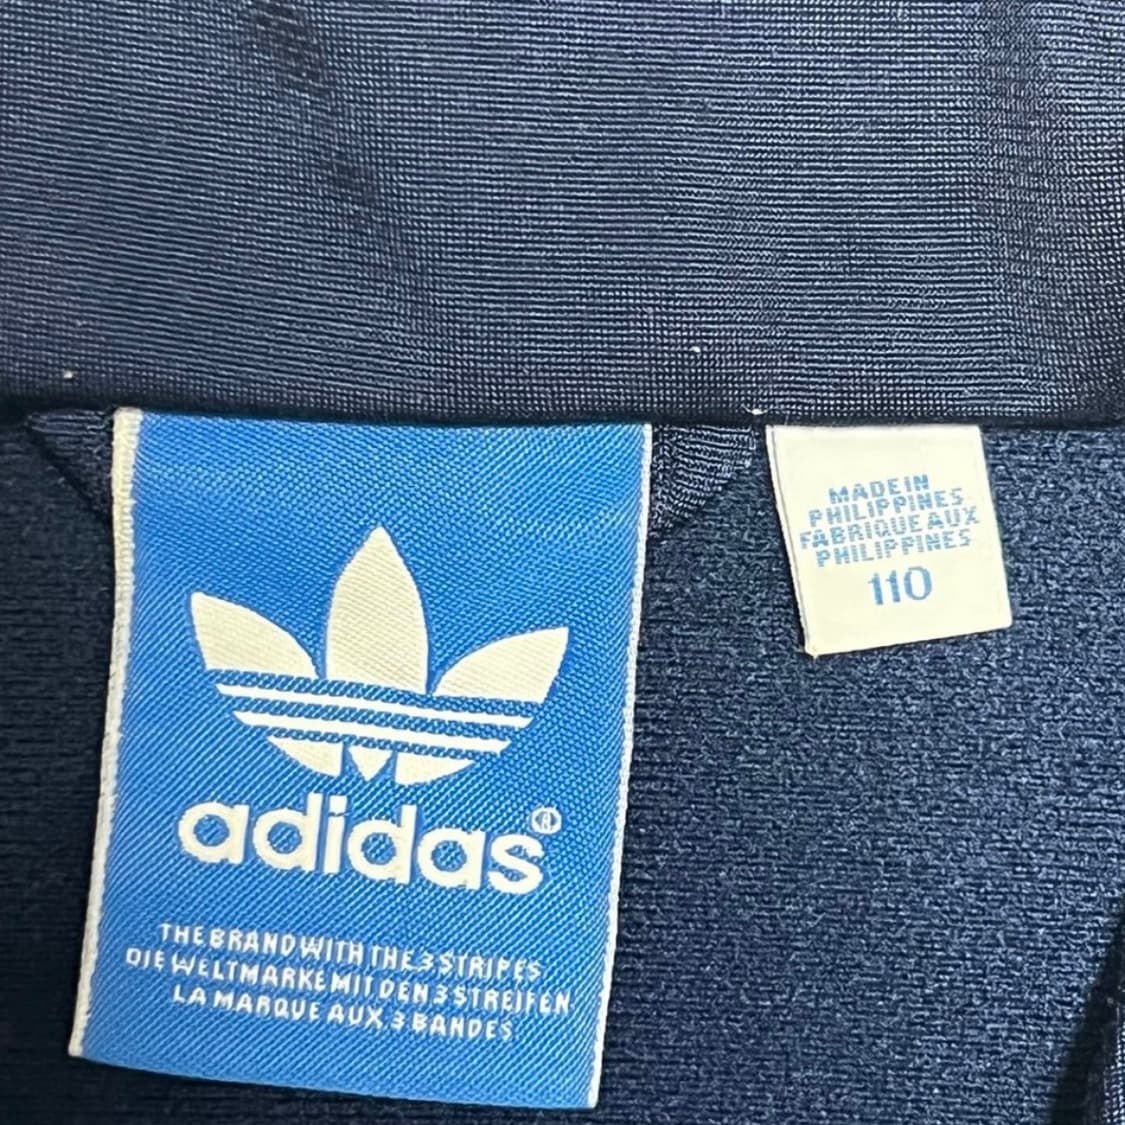 adidas®
THE BRAND WITH THE 3 STRIPES
DIE WELTMARKE MIT DEN 3 STREIFEN
LA MARQUE AUX 3 BANDES
MADE IN
PHILIPPINES
FABRIQUE AUX
PHILIPPINES
110